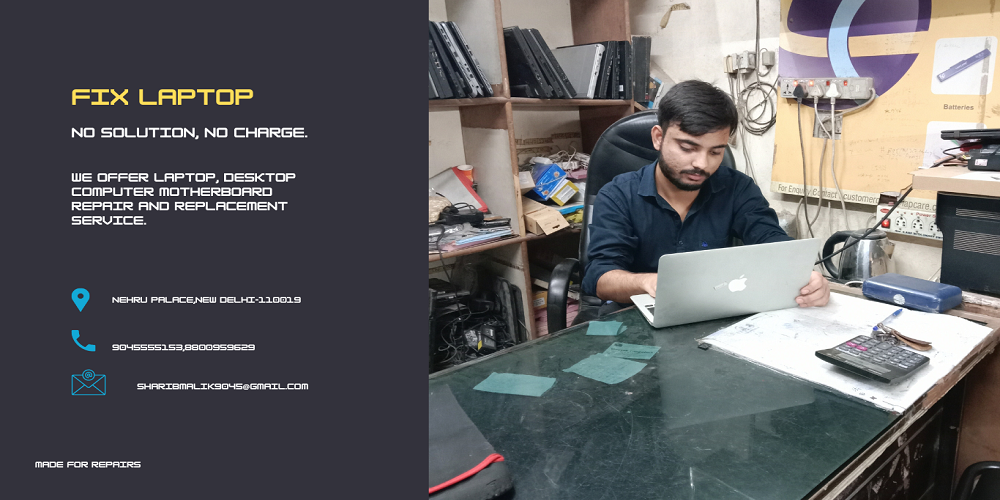 FIX LAPTOP
NO SOLUTION, NO CHARGE.
WE OFFER LAPTOP, DESKTOP
COMPUTER MOTHERBOARD
REPAIR AND REPLACEMENT
SERVICE.
NEHRU PALACE,NEW DELHI-110019
9045555153,8800959629
SHARIBMALIK9045@GMAIL.COM
MADE FOR REPAIRS
Batteries
For Enquiry Contact : customer